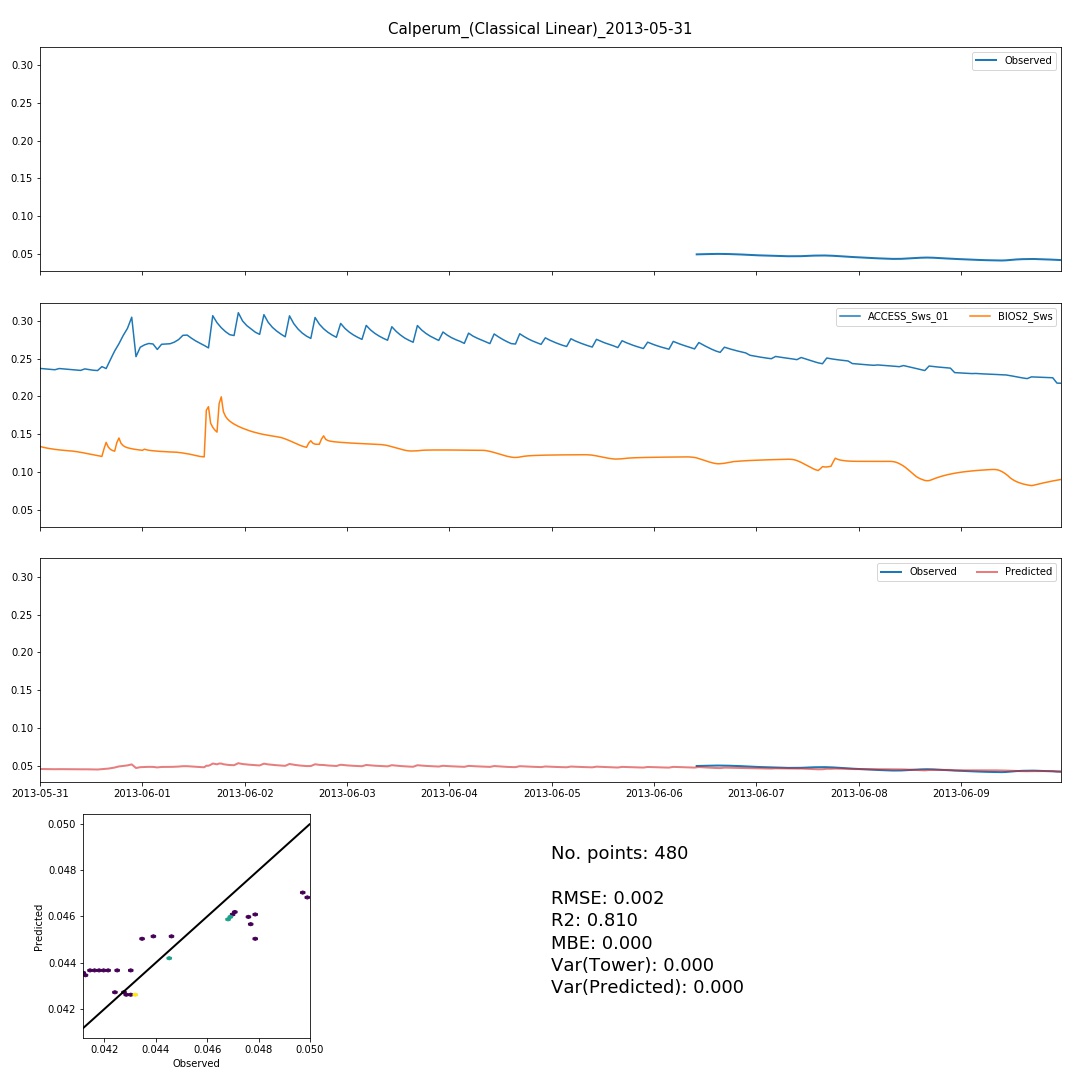 Calperum_(Classical Linear)_2013-05-31
Observed
0.30
0.25
0.20
0.15
0.10
0.05
ACCESS_Sws_01 BIOS2_Sws
0.30
0.25
0.20
0.15
0.10
0.05
Observed Predicted
0.30
0.25
0.20
0.15
0.10
0.05
2013-05-31 2013-06-01 2013-06-02 2013-06-03 2013-06-04 2013-06-05 2013-06-06 2013-06-07 2013-06-08 2013-06-09
0.050
0.048
0.046
0.044
0.042
Predicted
0.042 0.044 0.046 0.048 0.050
Observed
No. points: 480
RMSE: 0.002
R2: 0.810
MBE: 0.000
Var(Tower): 0.000
Var(Predicted): 0.000